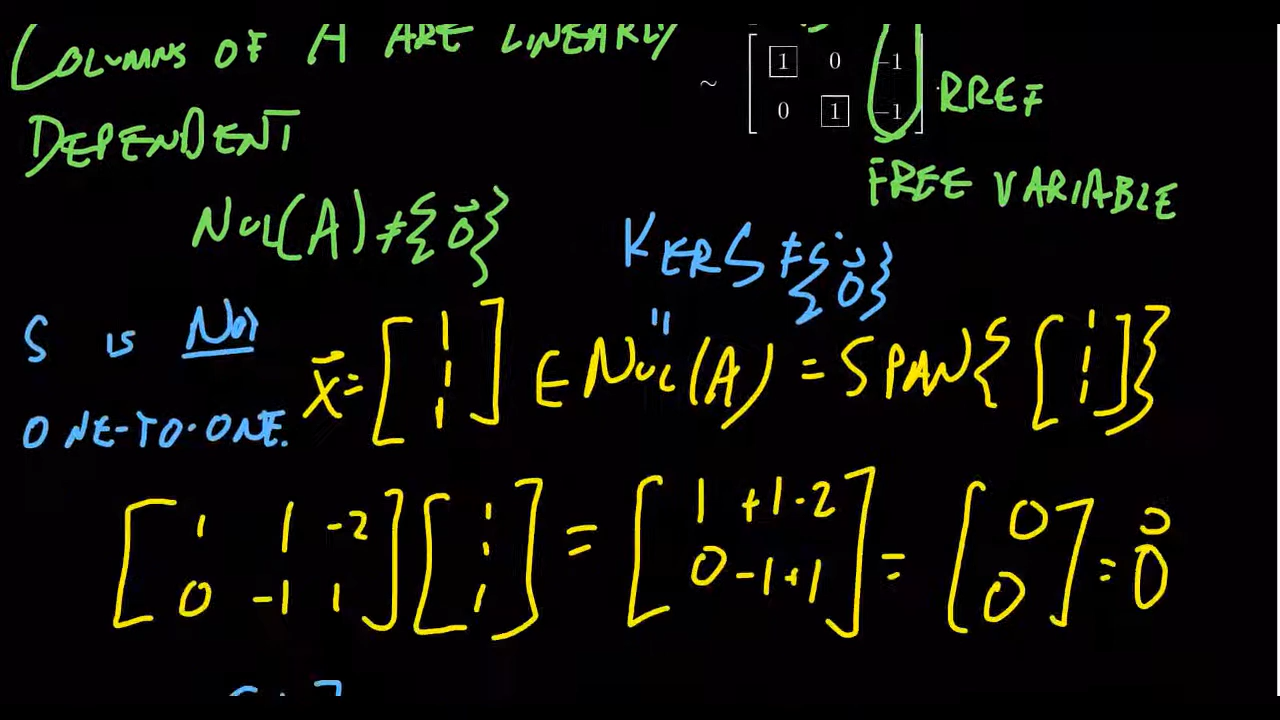 COLUMNS OF A ARE LINEARLY
DEPENDENT
~ [ 1 0 -1 ]
[ 0 1 -1 ] RREF
FREE VARIABLE
NUL(A) ≠ {0⃗}
KER S ≠ {0⃗}
S IS NOT
ONE-TO-ONE.
"
x⃗ = [ 1 1 1 ] ∈ NUL(A) = SPAN{ [ 1 1 1 ] }
[ 1 1 -2 ] [ 1 ] = [ 1 +1 -2 ] = [ 0 ] = 0⃗
[ 0 -1 1 ] [ 1 1 ] [ 0 -1 +1 ] [ 0 ]